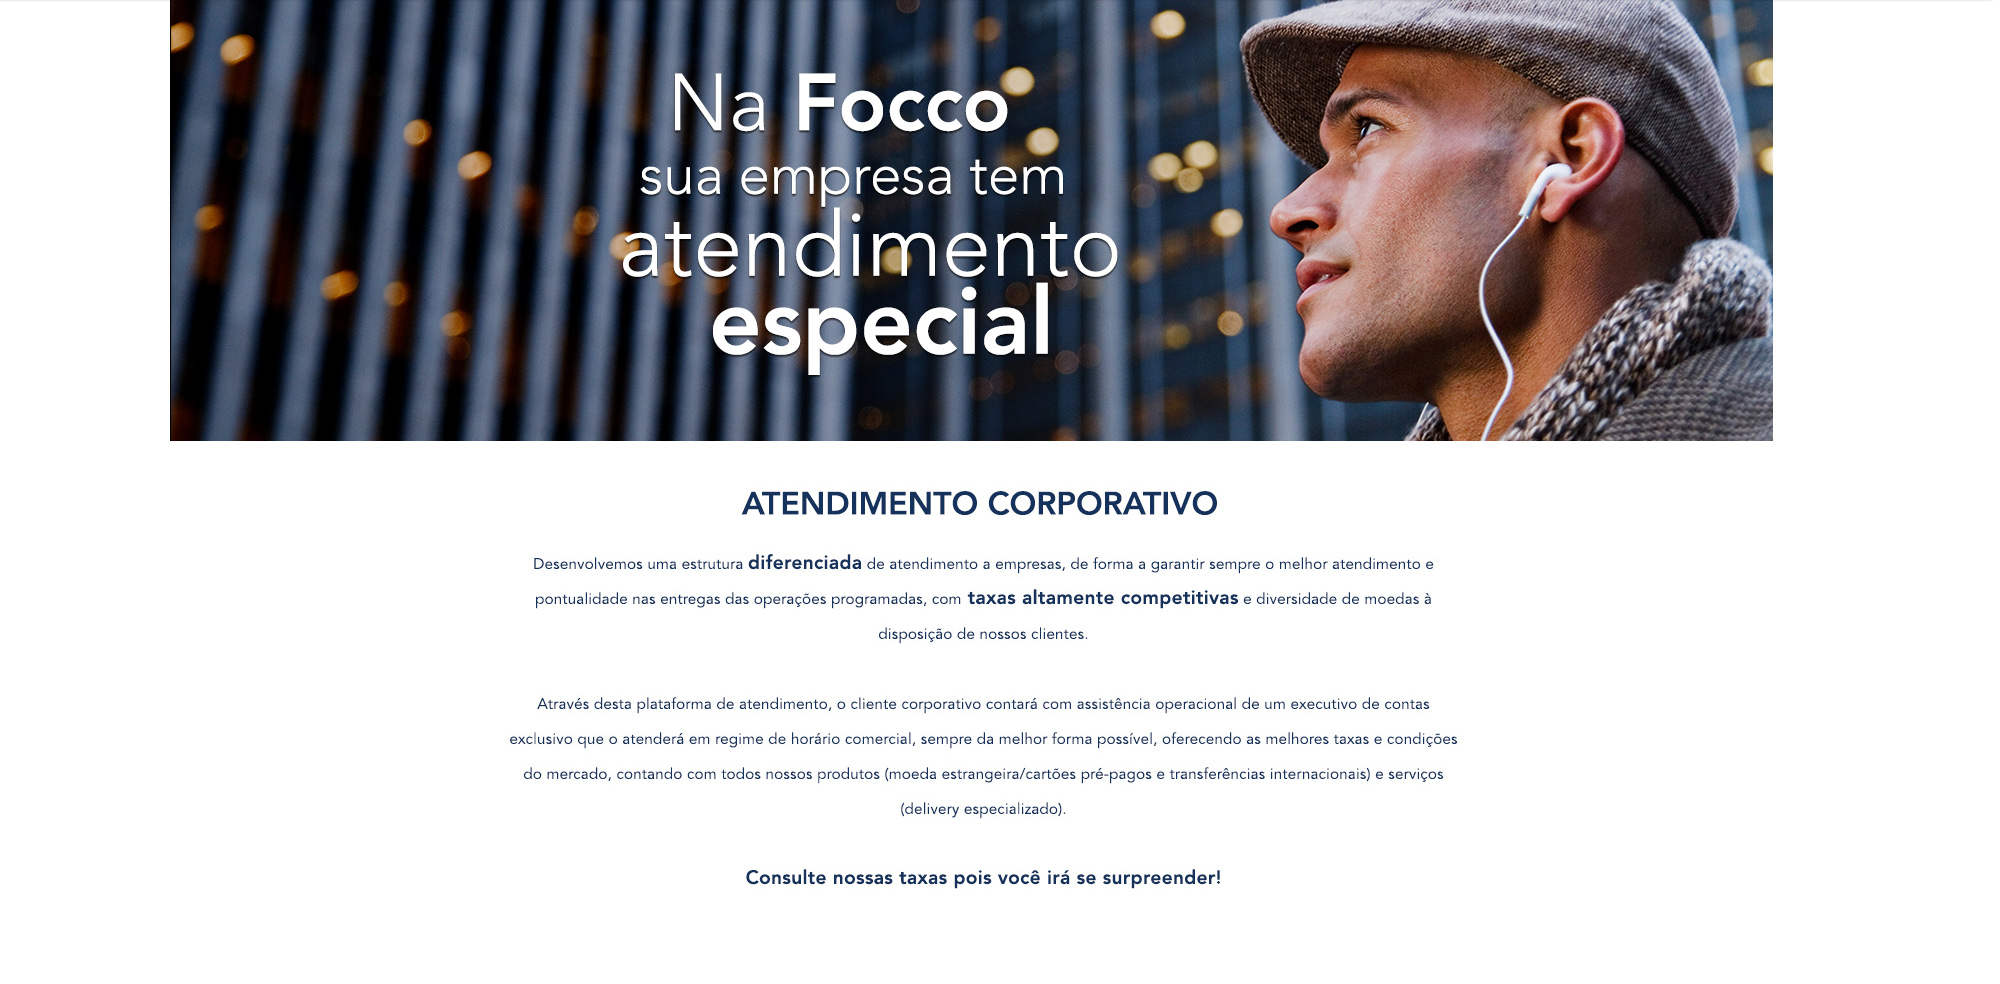 Na Focco
sua empresa tem
atendimento
especial
ATENDIMENTO CORPORATIVO
Desenvolvemos uma estrutura diferenciada de atendimento a empresas, de forma a garantir sempre o melhor atendimento e
pontualidade nas entregas das operações programadas, com taxas altamente competitivas e diversidade de moedas à
disposição de nossos clientes.
Através desta plataforma de atendimento, o cliente corporativo contará com assistência operacional de um executivo de contas
exclusivo que o atenderá em regime de horário comercial, sempre da melhor forma possível, oferecendo as melhores taxas e condições
do mercado, contando com todos nossos produtos (moeda estrangeira/cartões pré-pagos e transferências internacionais) e serviços
(delivery especializado).
Consulte nossas taxas pois você irá se surpreender!